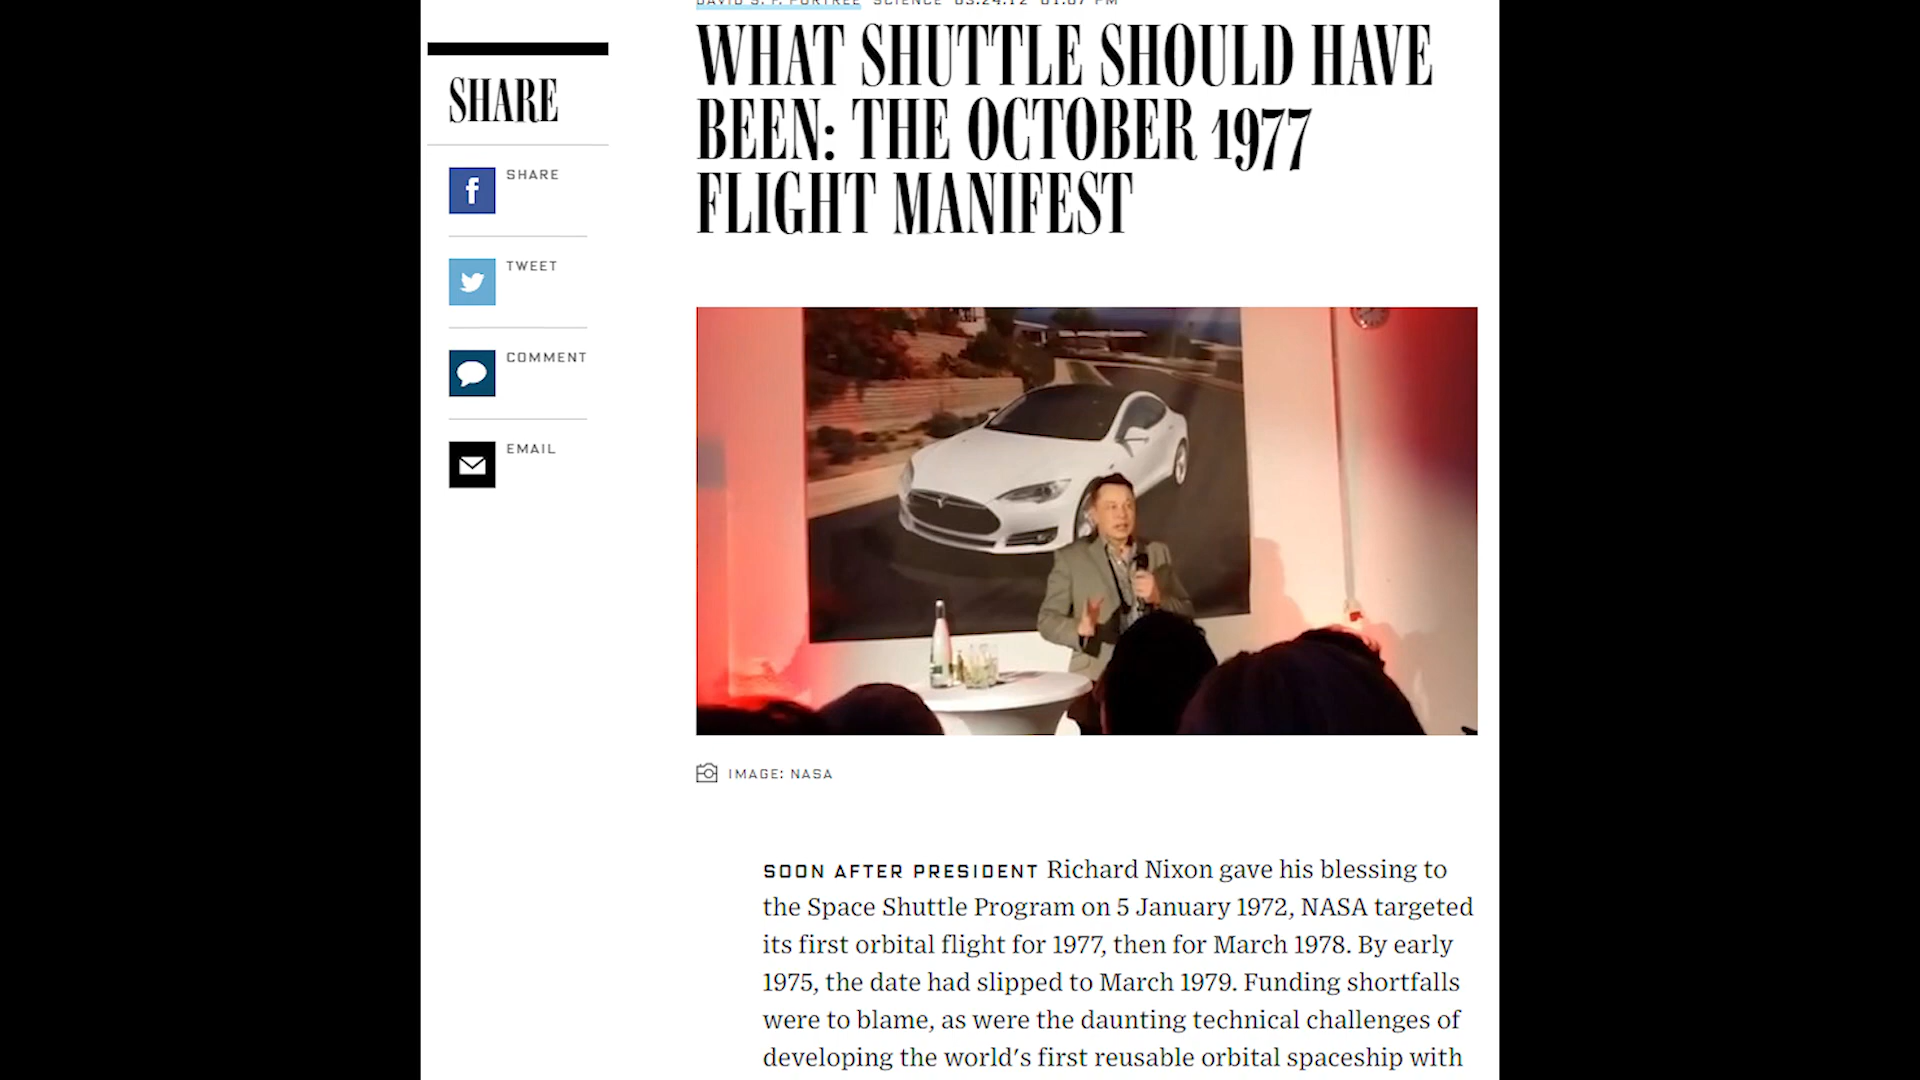 DAVID S. F. PORTREE SCIENCE 03.24.12 01:07 PM
WHAT SHUTTLE SHOULD HAVE
BEEN: THE OCTOBER 1977
FLIGHT MANIFEST
SHARE
SHARE
TWEET
COMMENT
EMAIL
IMAGE: NASA
SOON AFTER PRESIDENT Richard Nixon gave his blessing to
the Space Shuttle Program on 5 January 1972, NASA targeted
its first orbital flight for 1977, then for March 1978. By early
1975, the date had slipped to March 1979. Funding shortfalls
were to blame, as were the daunting technical challenges of
developing the world's first reusable orbital spaceship with